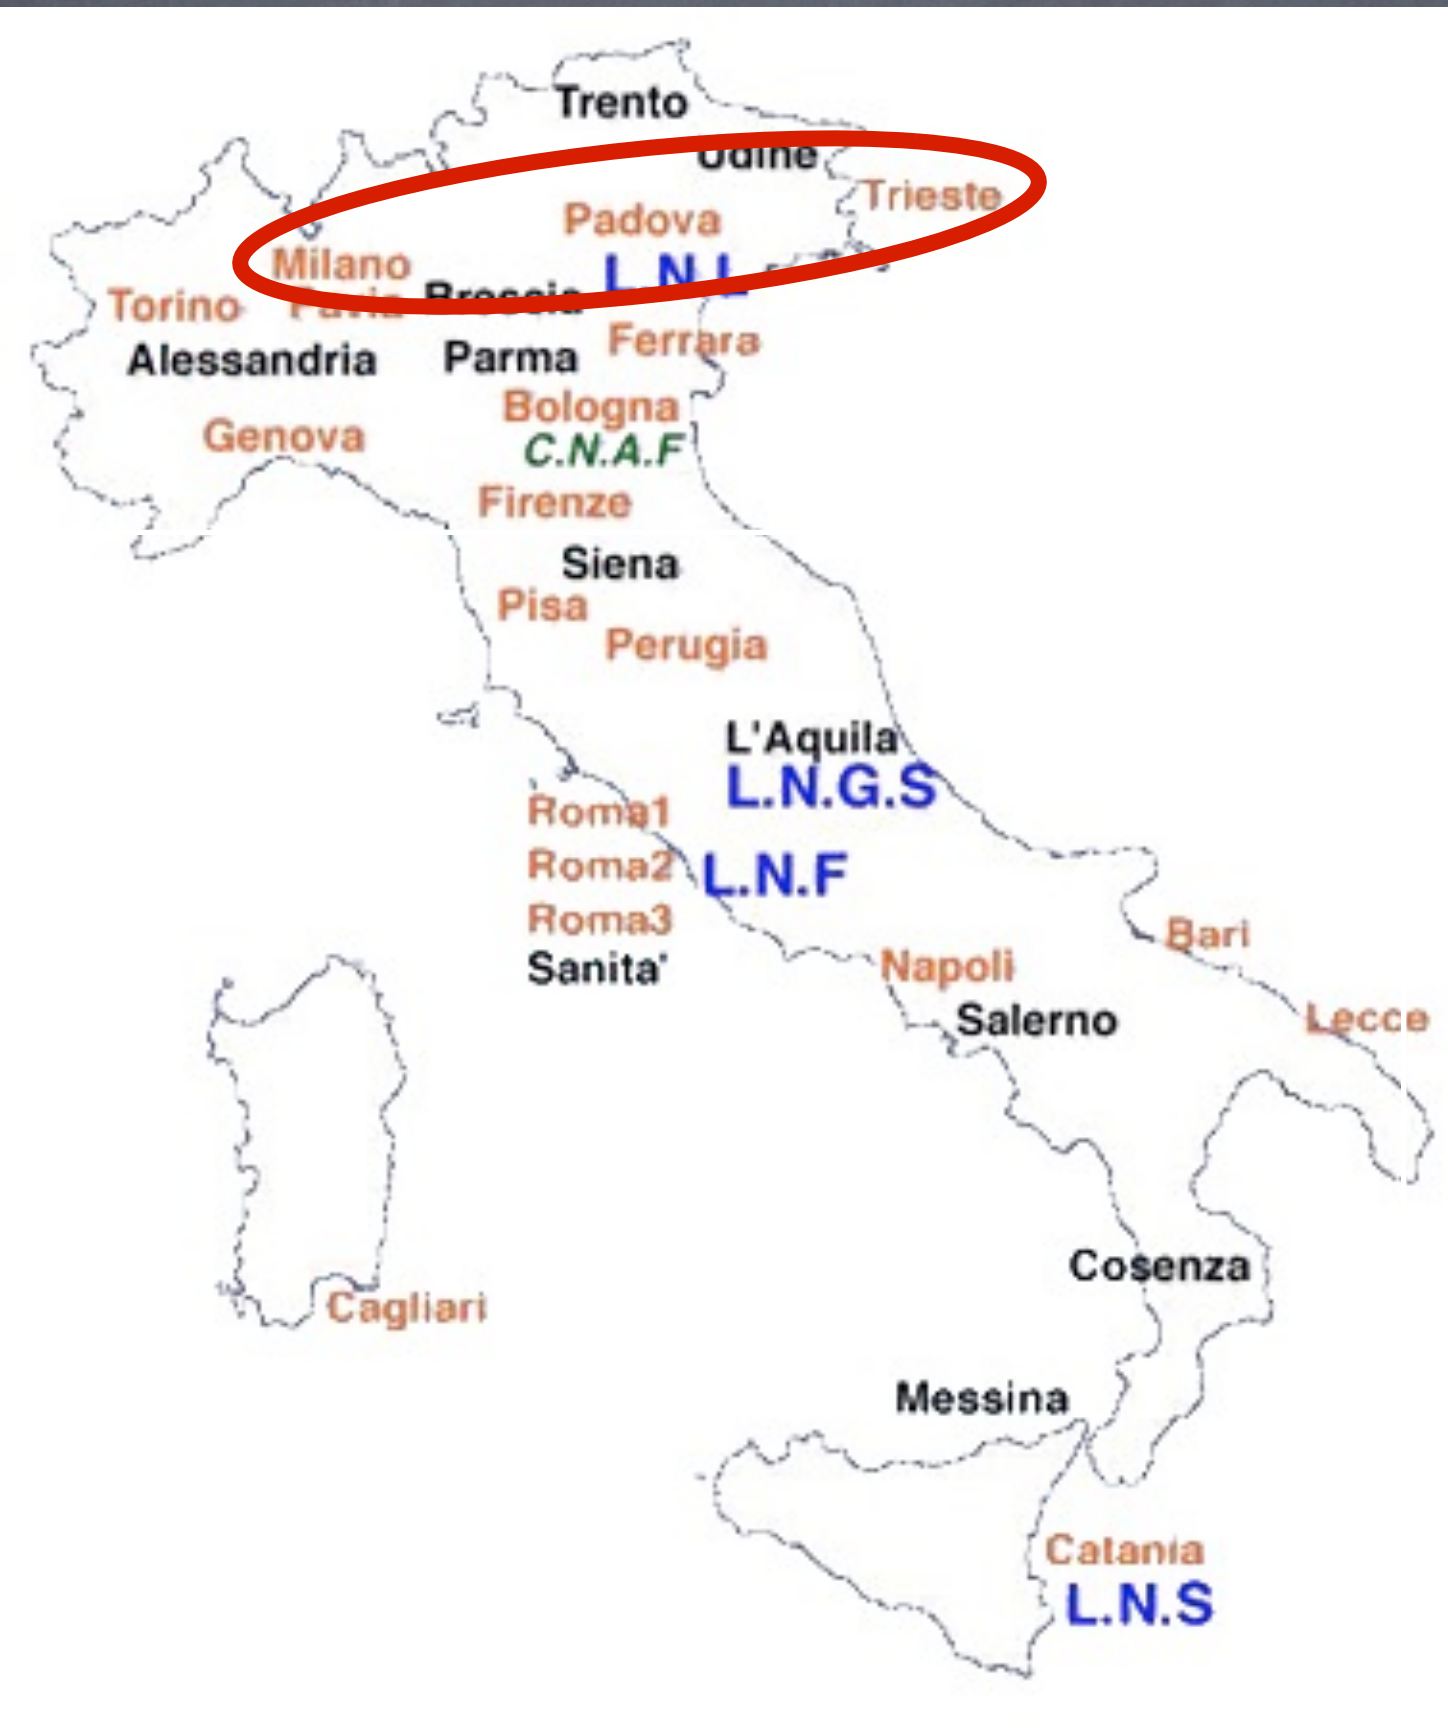 Trento
Udine
Trieste
Padova
Milano
L.N.L
Torino
Pavia
Brescia
Ferrara
Alessandria
Parma
Bologna
Genova
C.N.A.F
Firenze
Siena
Pisa
Perugia
L'Aquila
L.N.G.S
Roma1
Roma2
L.N.F
Roma3
Bari
Sanita'
Napoli
Salerno
Lecce
Cosenza
Cagliari
Messina
Catania
L.N.S